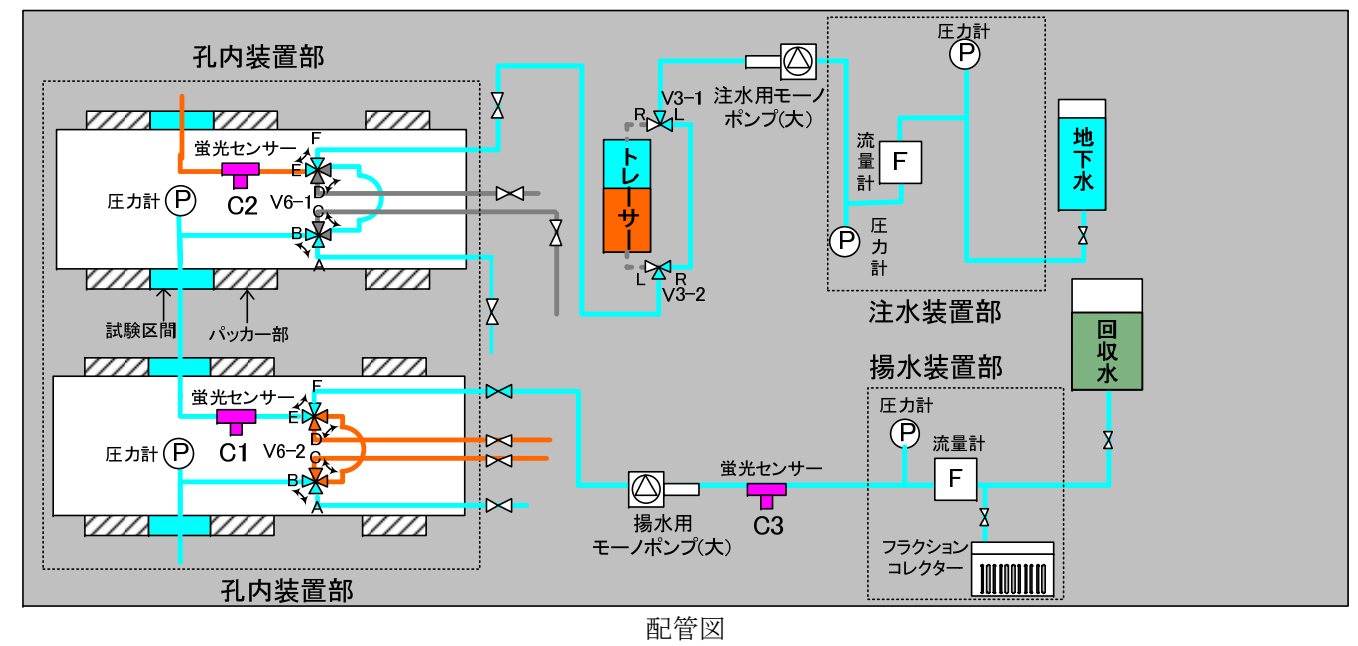 孔内装置部
圧力計
P
V3-1
R
L
注水用モーノ
ポンプ(大)
流量計
F
地下水
トレーサー
F
蛍光センサー
E
D
圧力計
P
C2
V6-1
C
B
A
P
圧力計
L
R
V3-2
試験区間
パッカー部
注水装置部
回収水
揚水装置部
F
蛍光センサー
E
D
圧力計
P
C1
V6-2
C
B
A
圧力計
P
流量計
F
蛍光センサー
C3
揚水用
モーノポンプ(大)
フラクション
コレクター
孔内装置部
配管図